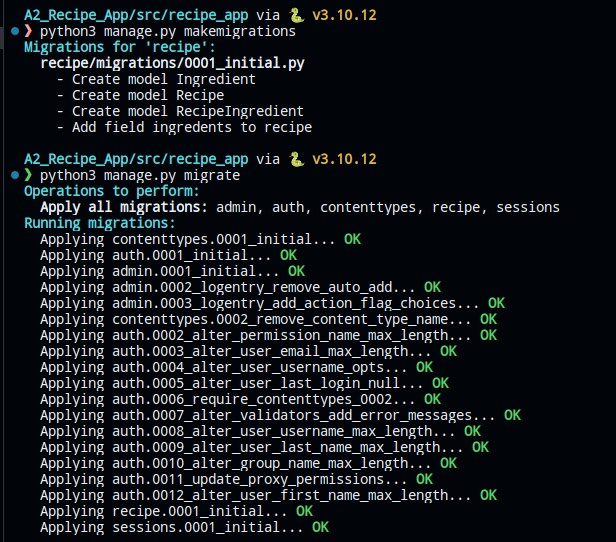 A2_Recipe_App/src/recipe_app via 🐍 v3.10.12
❯ python3 manage.py makemigrations
Migrations for 'recipe':
recipe/migrations/0001_initial.py
- Create model Ingredient
- Create model Recipe
- Create model RecipeIngredient
- Add field ingredents to recipe
A2_Recipe_App/src/recipe_app via 🐍 v3.10.12
❯ python3 manage.py migrate
Operations to perform:
Apply all migrations: admin, auth, contenttypes, recipe, sessions
Running migrations:
Applying contenttypes.0001_initial... OK
Applying auth.0001_initial... OK
Applying admin.0001_initial... OK
Applying admin.0002_logentry_remove_auto_add... OK
Applying admin.0003_logentry_add_action_flag_choices... OK
Applying contenttypes.0002_remove_content_type_name... OK
Applying auth.0002_alter_permission_name_max_length... OK
Applying auth.0003_alter_user_email_max_length... OK
Applying auth.0004_alter_user_username_opts... OK
Applying auth.0005_alter_user_last_login_null... OK
Applying auth.0006_require_contenttypes_0002... OK
Applying auth.0007_alter_validators_add_error_messages... OK
Applying auth.0008_alter_user_username_max_length... OK
Applying auth.0009_alter_user_last_name_max_length... OK
Applying auth.0010_alter_group_name_max_length... OK
Applying auth.0011_update_proxy_permissions... OK
Applying auth.0012_alter_user_first_name_max_length... OK
Applying recipe.0001_initial... OK
Applying sessions.0001_initial... OK